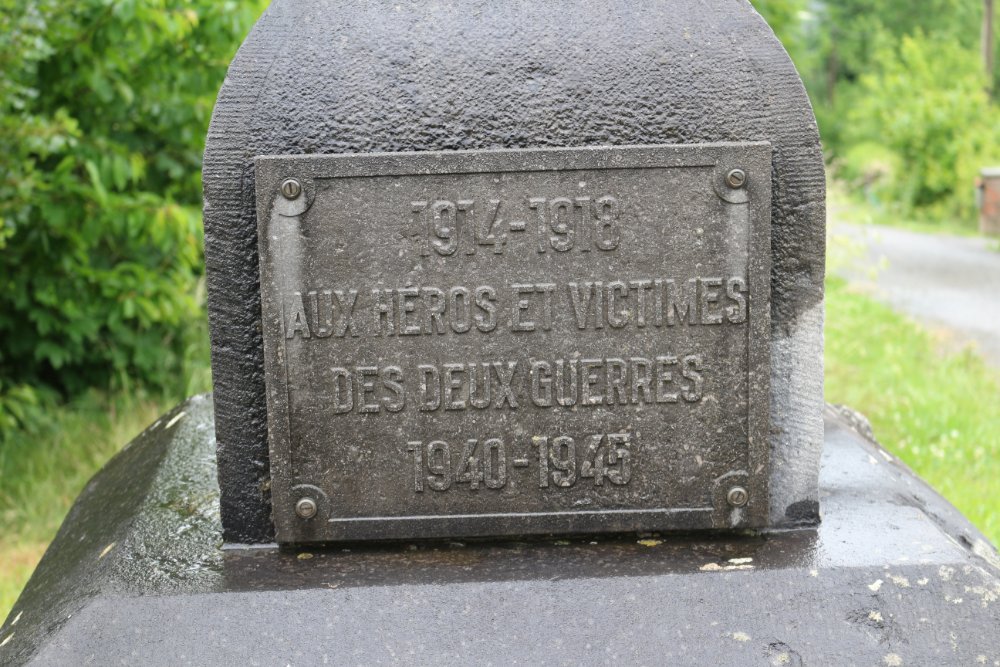 1914-1918
AUX HÉROS ET VICTIMES
DES DEUX GUERRES
1940-1945